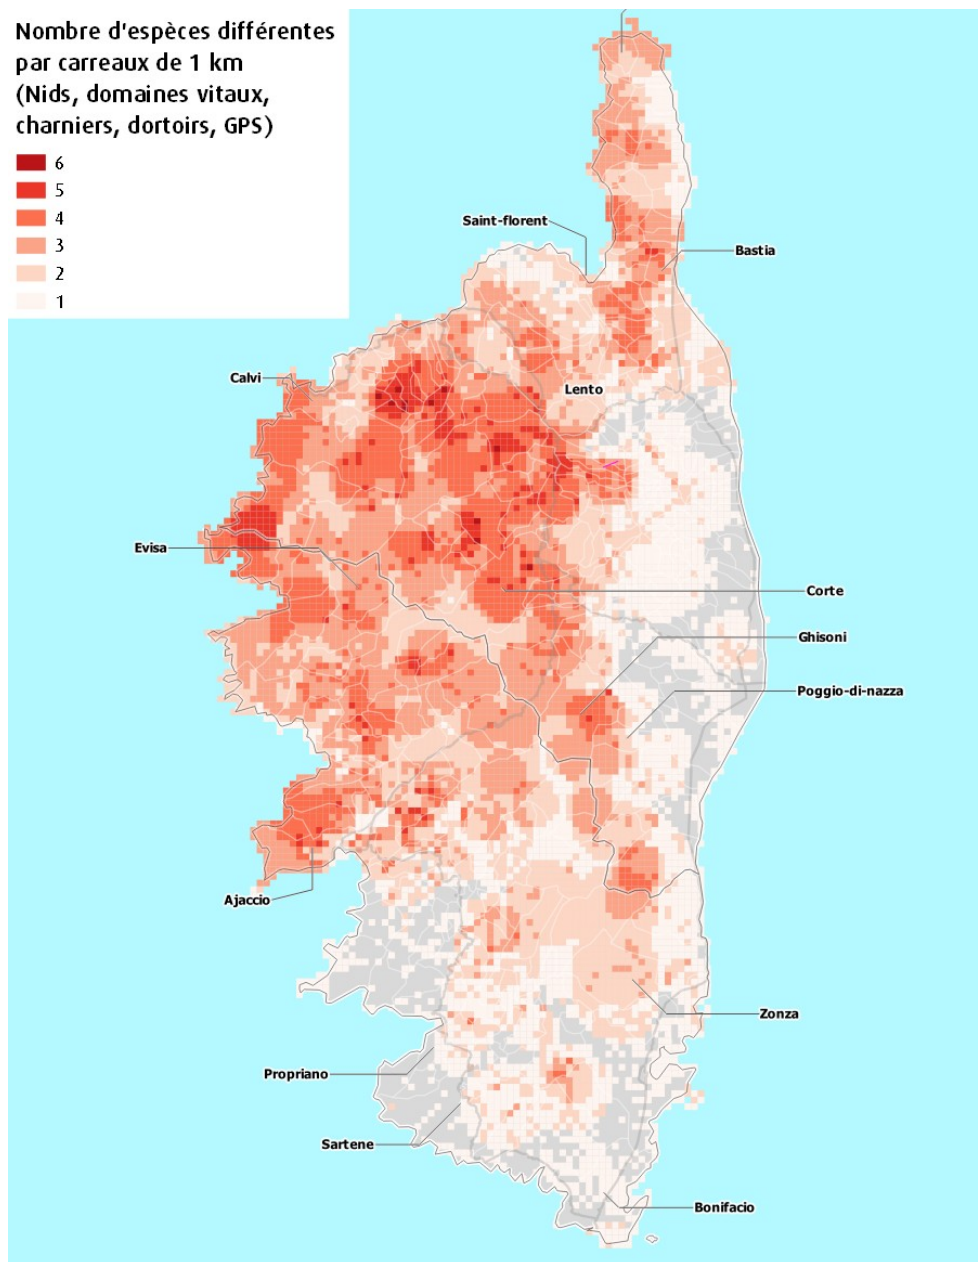 Nombre d'espèces différentes
par carreaux de 1 km
(Nids, domaines vitaux,
charniers, dortoirs, GPS)
6
5
4
3
2
1
Saint-florent
Bastia
Calvi
Lento
Evisa
Corte
Ghisoni
Poggio-di-nazza
Ajaccio
Zonza
Propriano
Sartene
Bonifacio